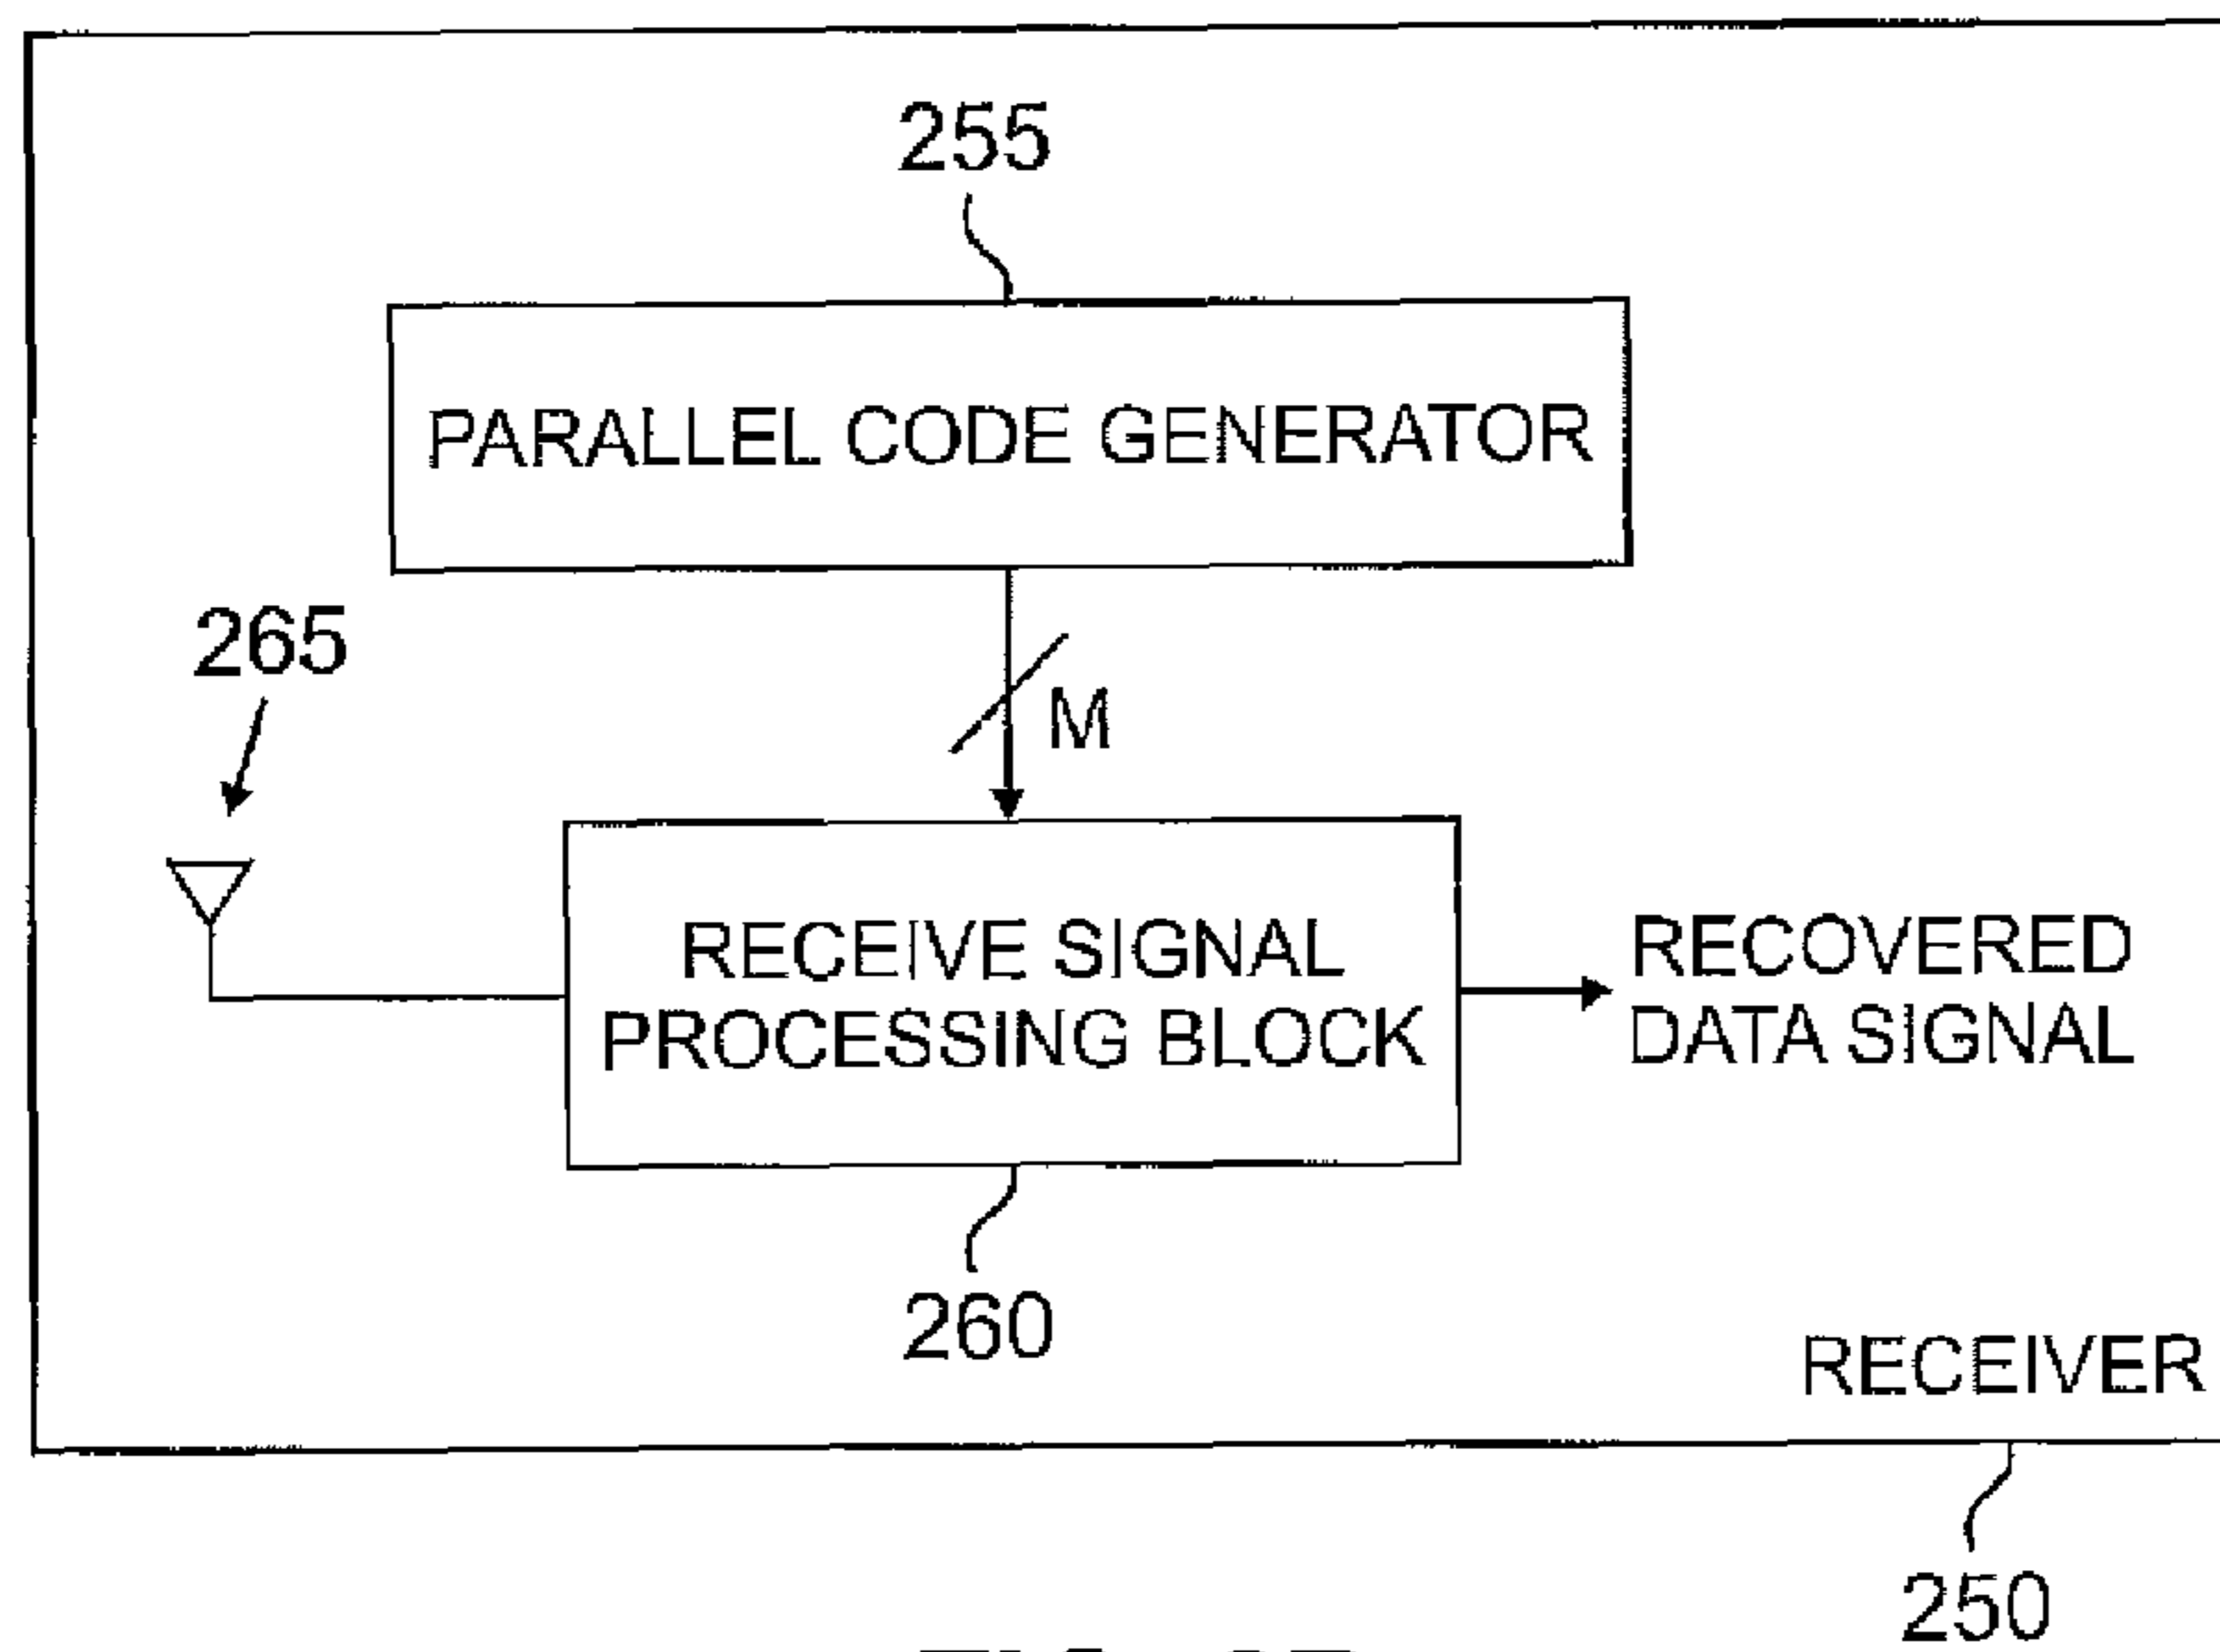 255
PARALLEL CODE GENERATOR
265
M
RECEIVE SIGNAL
PROCESSING BLOCK
RECOVERED
DATA SIGNAL
260
RECEIVER
250